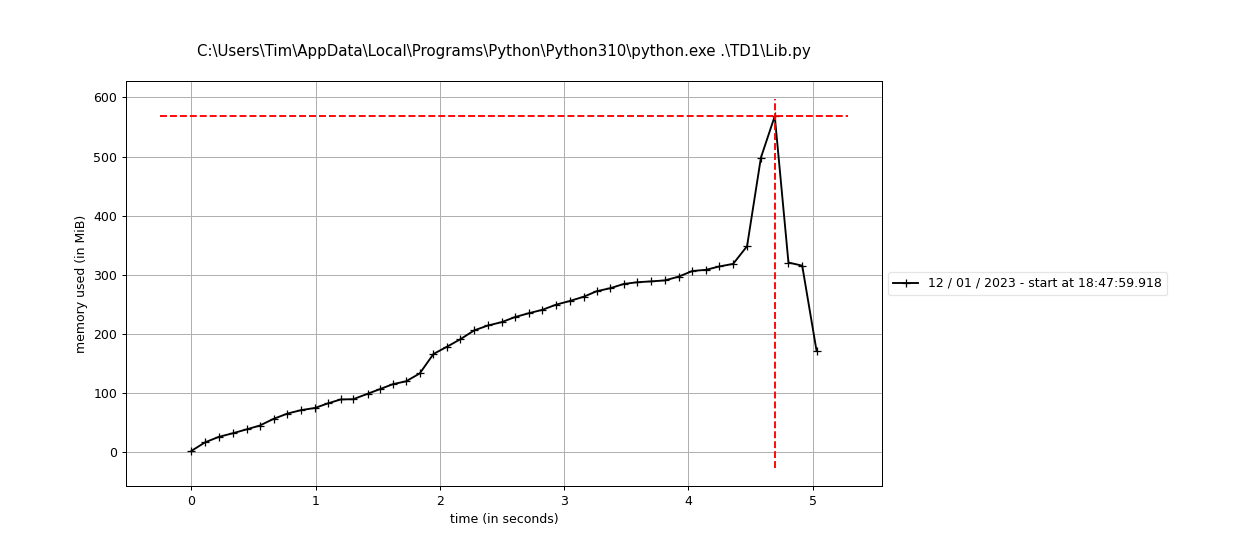 C:\Users\Tim\AppData\Local\Programs\Python\Python310\python.exe .\TD1\Lib.py
600
500
400
300
200
100
0
memory used (in MiB)
0 1 2 3 4 5
time (in seconds)
12 / 01 / 2023 - start at 18:47:59.918